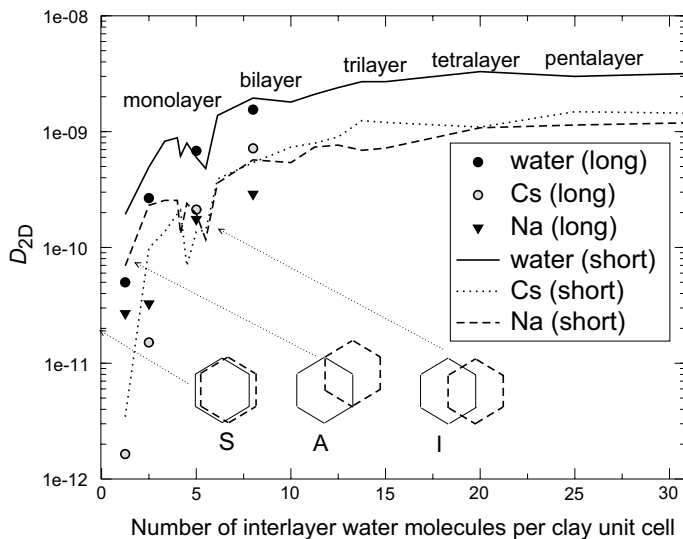 1e-08
1e-09
1e-10
1e-11
1e-12
D2D
monolayer
bilayer
trilayer
tetralayer
pentalayer
water (long)
Cs (long)
Na (long)
water (short)
Cs (short)
Na (short)
S
A
I
0 5 10 15 20 25 30
Number of interlayer water molecules per clay unit cell